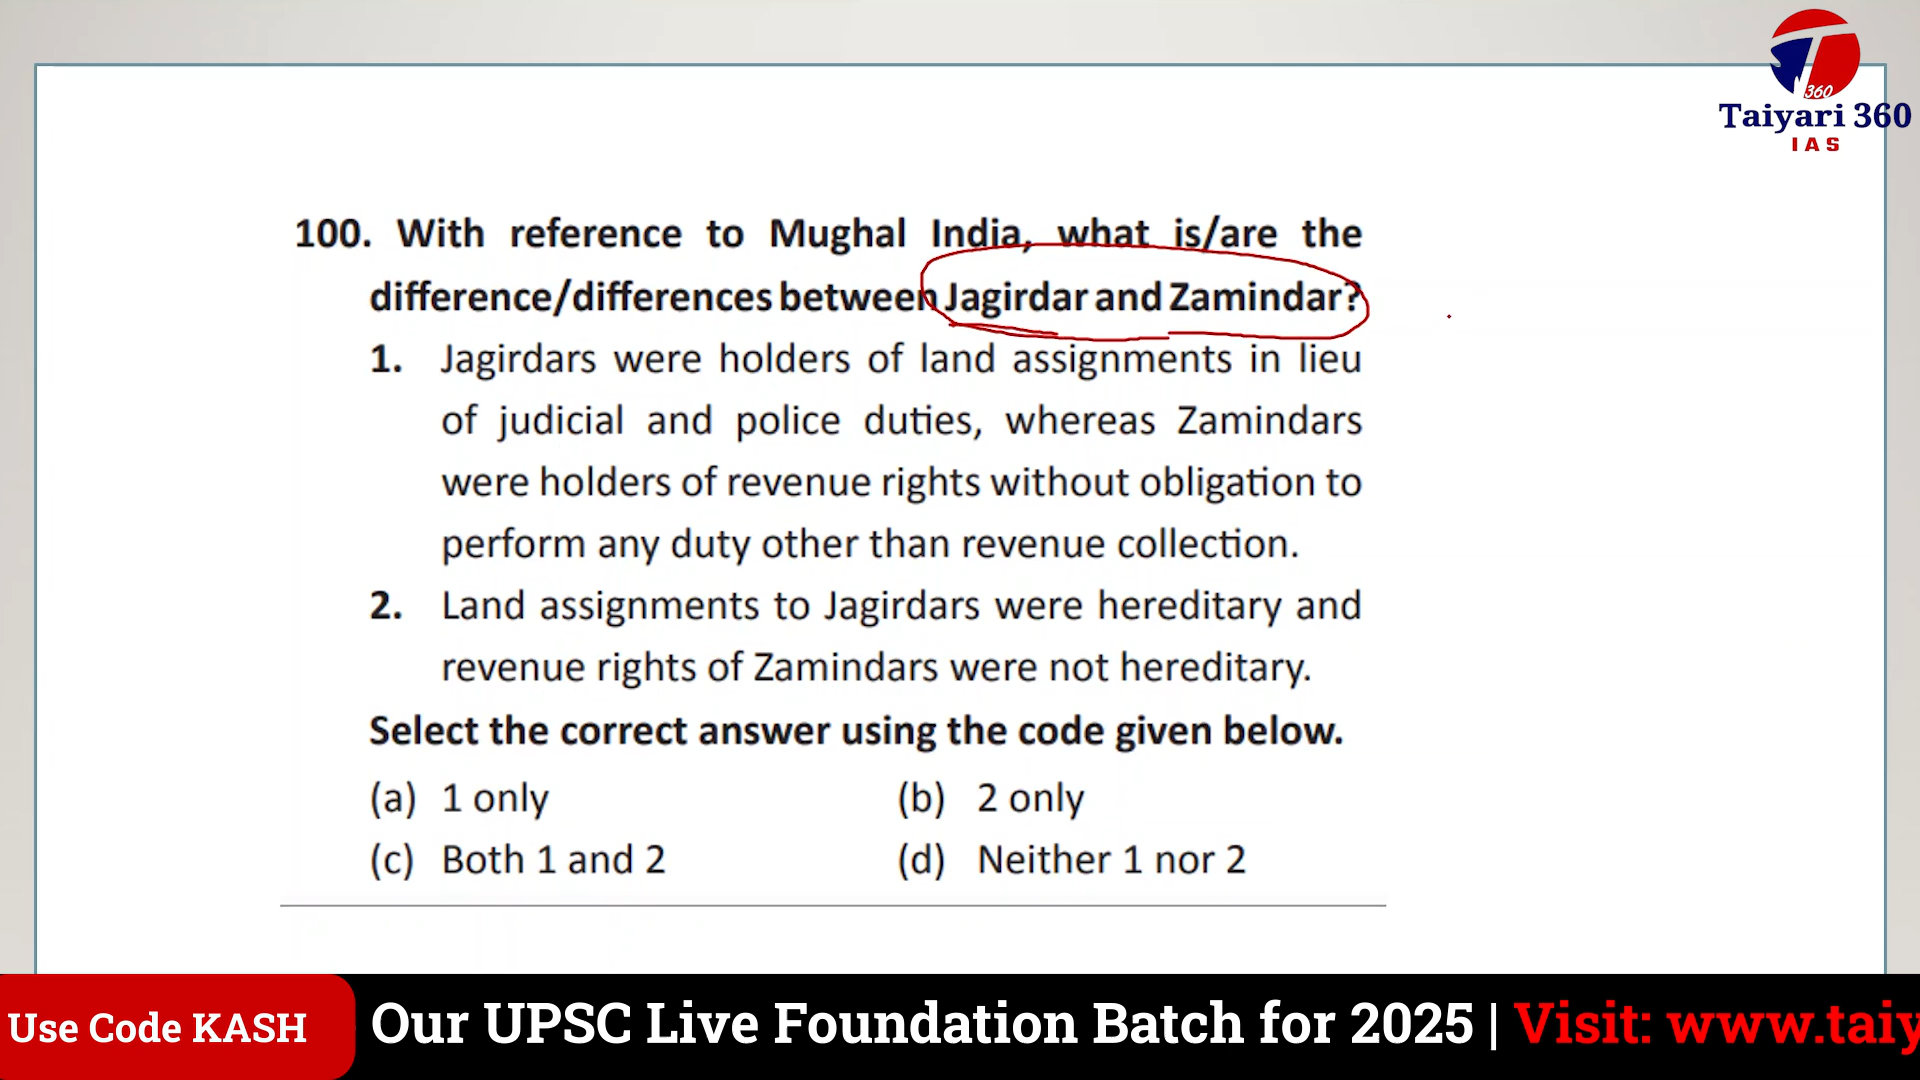 360
Taiyari 360
IAS
100. With reference to Mughal India, what is/are the
difference/differences between Jagirdar and Zamindar?
1. Jagirdars were holders of land assignments in lieu
of judicial and police duties, whereas Zamindars
were holders of revenue rights without obligation to
perform any duty other than revenue collection.
2. Land assignments to Jagirdars were hereditary and
revenue rights of Zamindars were not hereditary.
Select the correct answer using the code given below.
(a) 1 only (b) 2 only
(c) Both 1 and 2 (d) Neither 1 nor 2
Use Code KASH Our UPSC Live Foundation Batch for 2025 | Visit: www.taiy